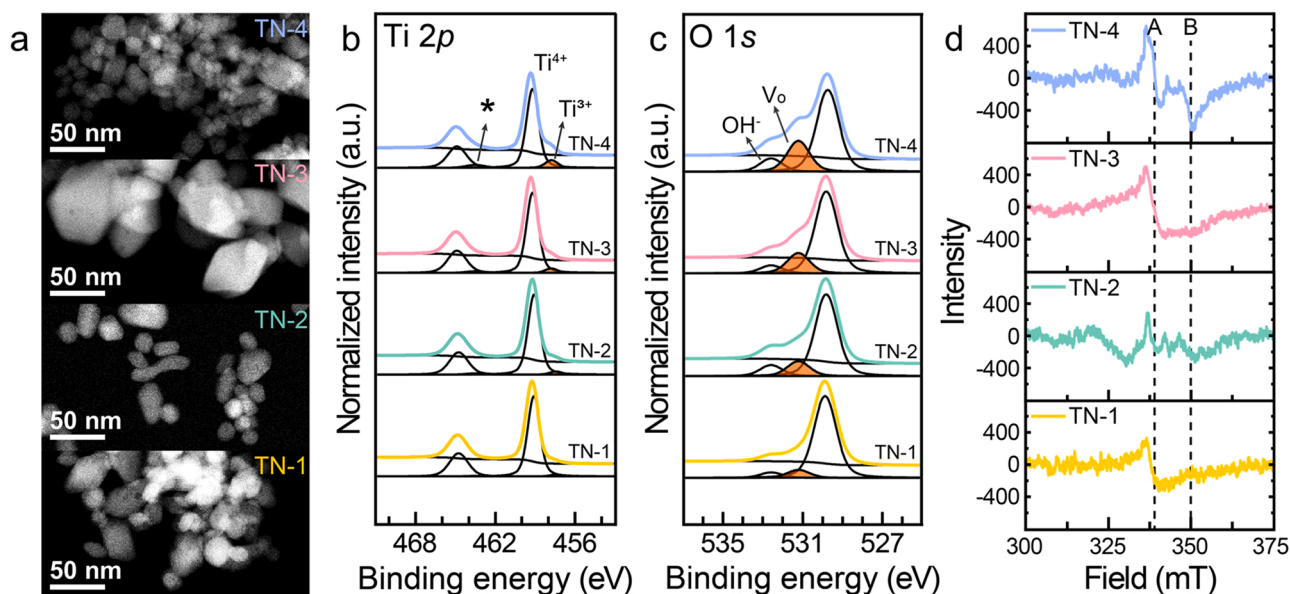 a
TN-4
50 nm
TN-3
50 nm
TN-2
50 nm
TN-1
50 nm
b
Ti 2p
Ti⁴⁺
*
Ti³⁺
TN-4
TN-3
TN-2
TN-1
Normalized intensity (a.u.)
468 462 456
Binding energy (eV)
c
O 1s
Vo
OH⁻
TN-4
TN-3
TN-2
TN-1
Normalized intensity (a.u.)
535 531 527
Binding energy (eV)
d
A B
TN-4
400
0
-400
TN-3
400
0
-400
TN-2
400
0
-400
TN-1
400
0
-400
Intensity
300 325 350 375
Field (mT)